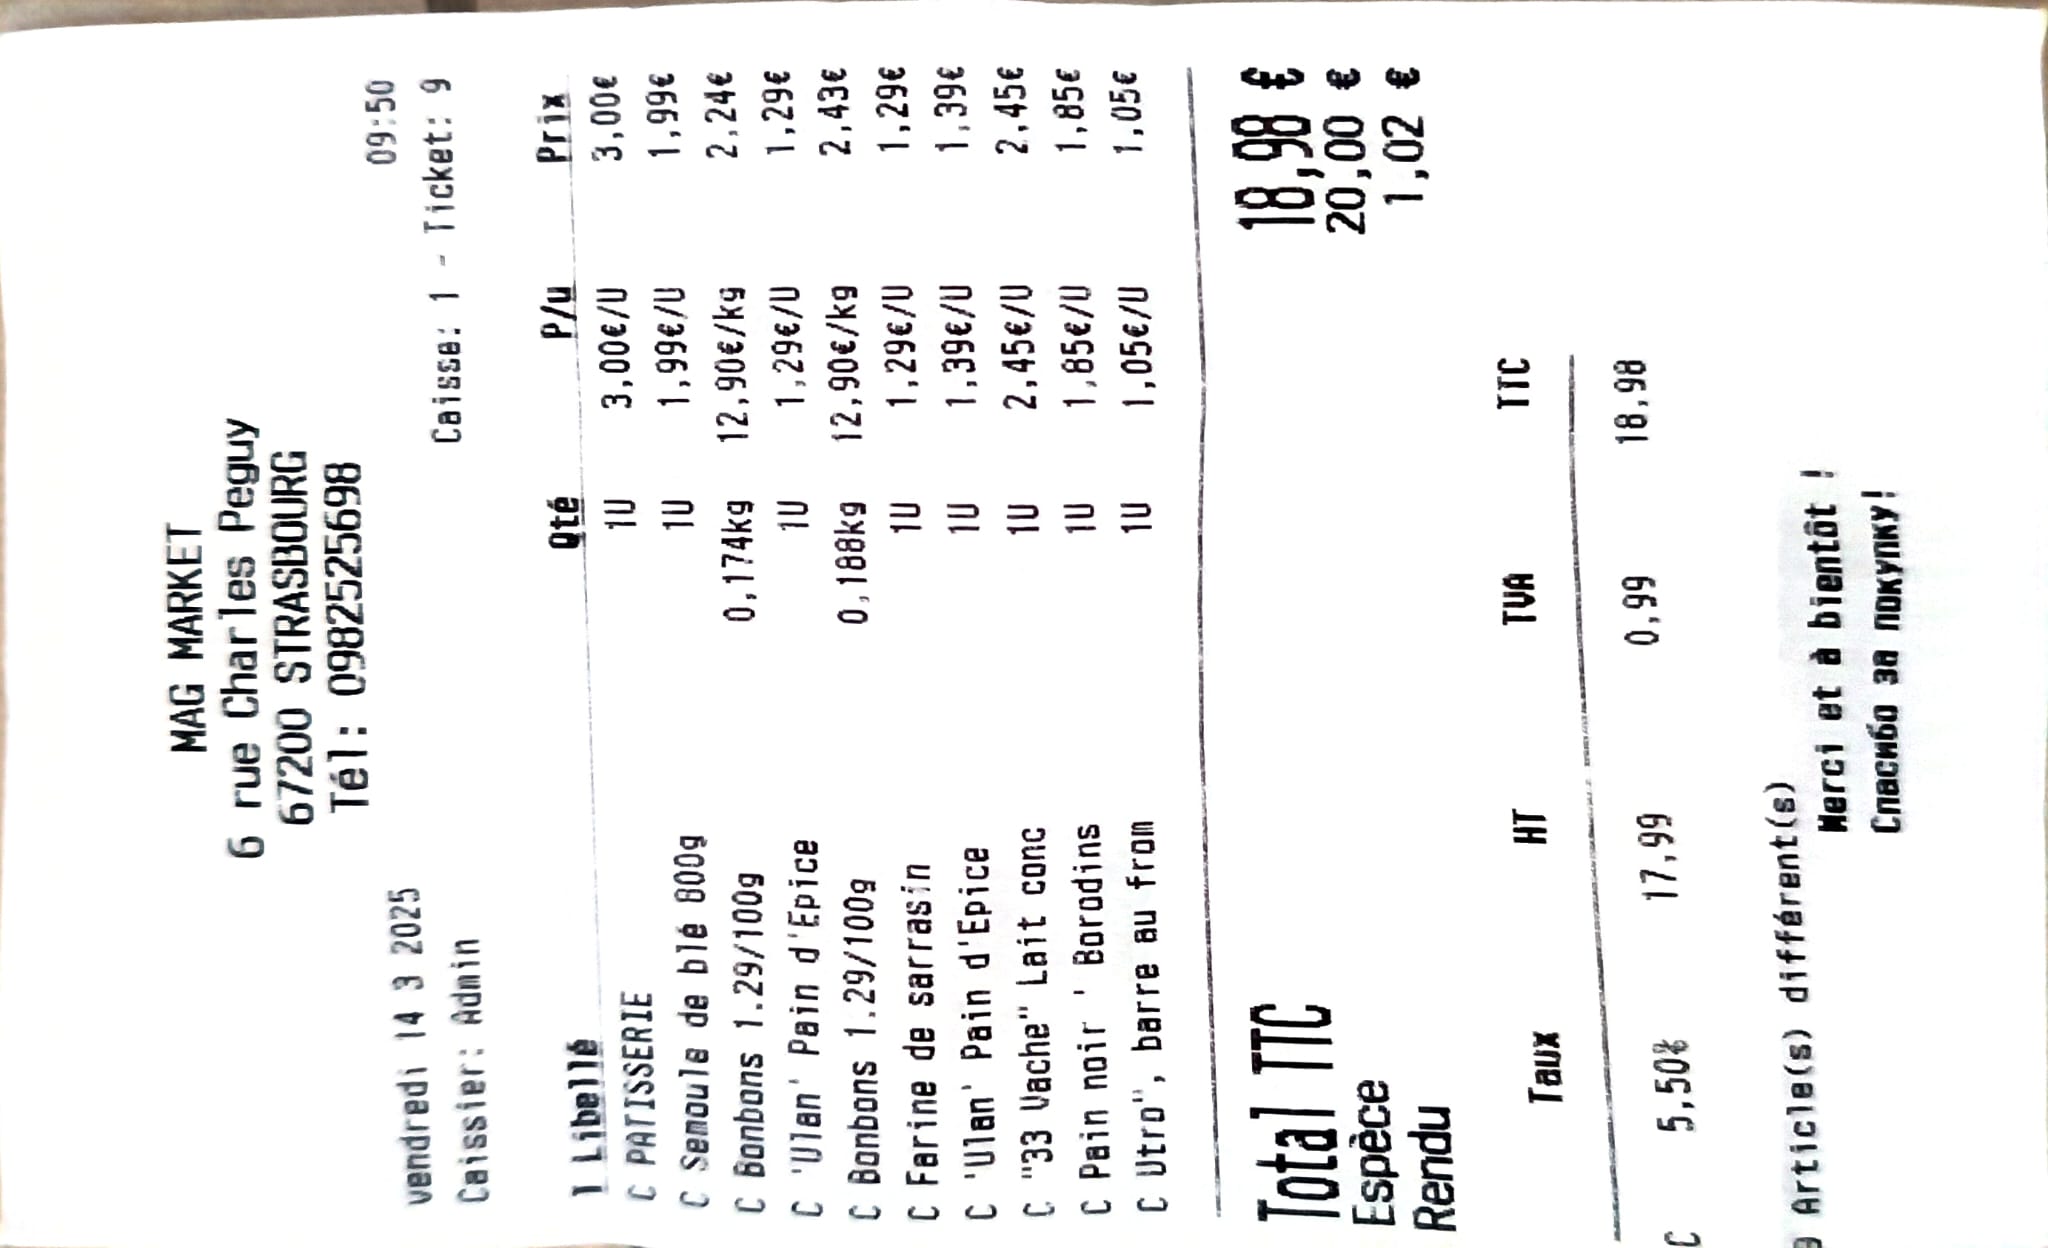 MAG MARKET
6 rue Charles Peguy
67200 STRASBOURG
Tél: 0982525698
vendredi 14 3 2025 09:50
Caissier: Admin Caisse: 1 - Ticket: 9
T Libellé Qté P/u Prix
C PATISSERIE 1U 3,00€/U 3,00€
C Semoule de blé 800g 1U 1,99€/U 1,99€
C Bonbons 1.29/100g 0,174kg 12,90€/kg 2,24€
C 'Ulan' Pain d'Epice 1U 1,29€/U 1,29€
C Bonbons 1.29/100g 0,188kg 12,90€/kg 2,43€
C Farine de sarrasin 1U 1,29€/U 1,29€
C 'Ulan' Pain d'Epice 1U 1,39€/U 1,39€
C "33 Vache" Lait conc 1U 2,45€/U 2,45€
C Pain noir ' Borodins 1U 1,85€/U 1,85€
C Utro", barre au from 1U 1,05€/U 1,05€
Total TTC 18,98 €
Espèce 20,00 €
Rendu 1,02 €
Taux HT TVA TTC
C 5,50% 17,99 0,99 18,98
Article(s) différent(s)
Merci et à bientôt !
Спасибо за покупку!